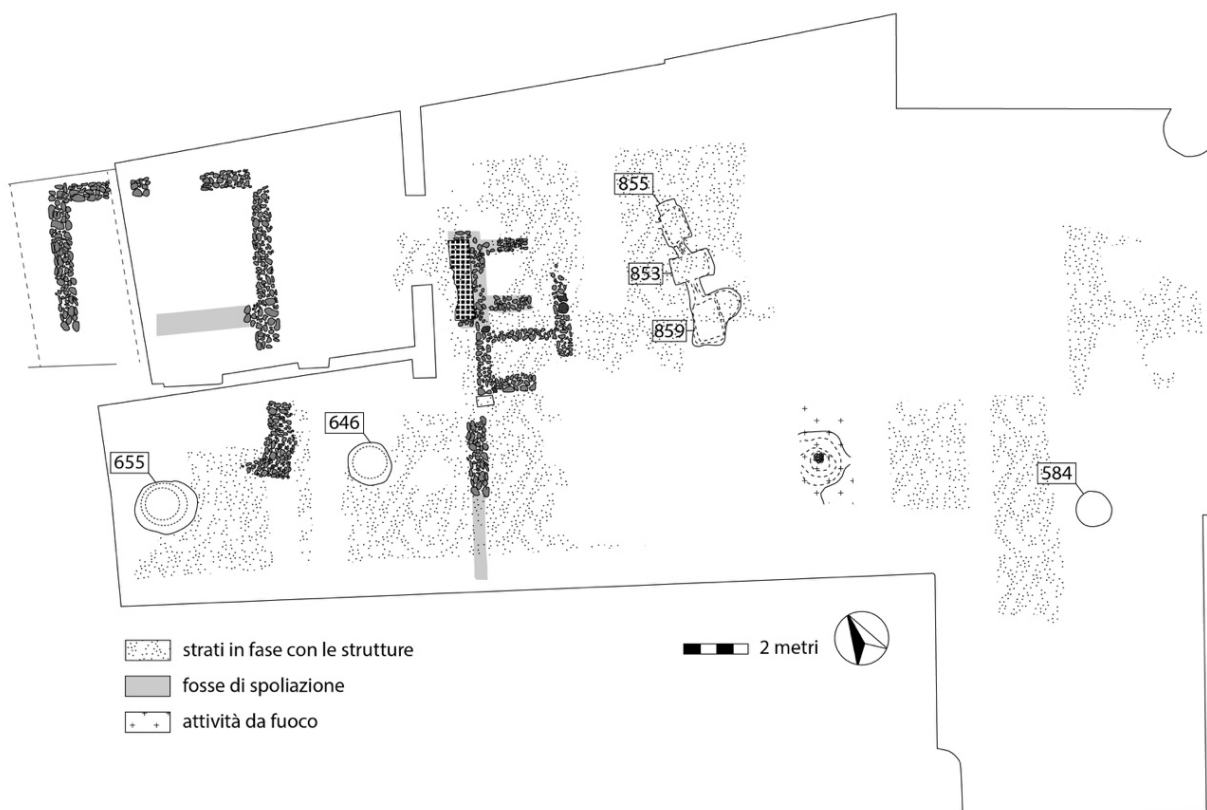 855
853
859
646
655
584
strati in fase con le strutture
2 metri
fosse di spoliazione
attività da fuoco